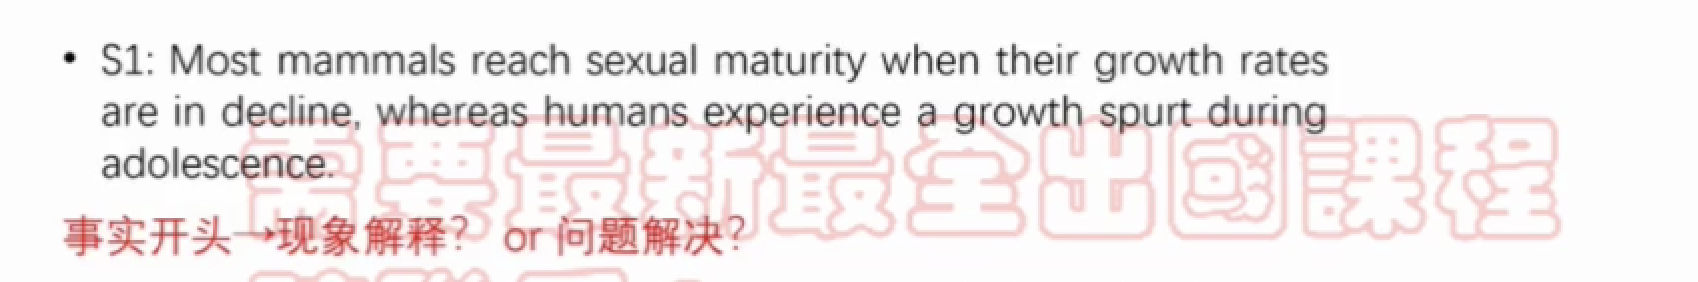 • S1: Most mammals reach sexual maturity when their growth rates
are in decline, whereas humans experience a growth spurt during
adolescence.
需要最新最全出國課程
事实开头→现象解释? or 问题解决?